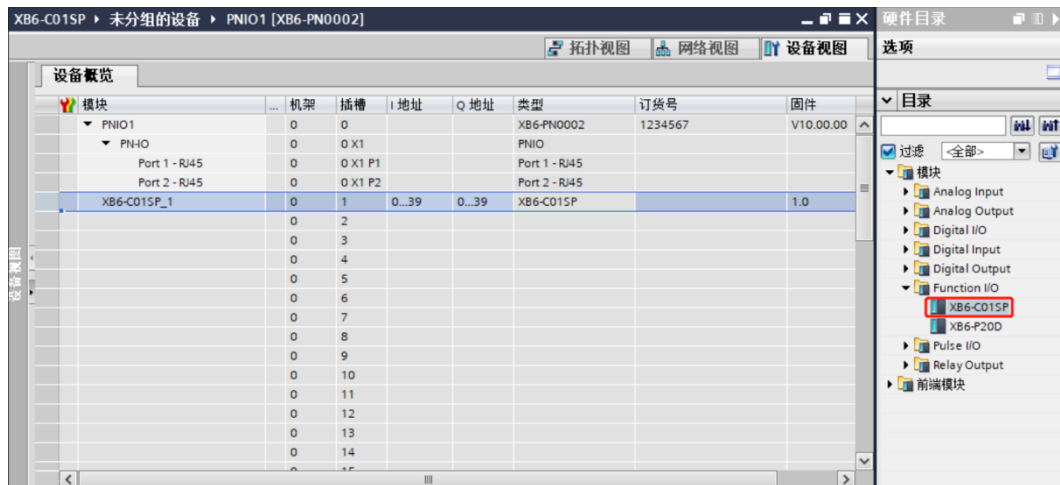 XB6-C01SP ▸ 未分组的设备 ▸ PNIO1 [XB6-PN0002]
硬件目录
拓扑视图 网络视图 设备视图
选项
设备概览
模块 ... 机架 插槽 I 地址 Q 地址 类型 订货号 固件
PNIO1 0 0 XB6-PN0002 1234567 V10.00.00
PN-IO 0 0 X1 PNIO
Port 1 - RJ45 0 0 X1 P1 Port 1 - RJ45
Port 2 - RJ45 0 0 X1 P2 Port 2 - RJ45
XB6-C01SP_1 0 1 0...39 0...39 XB6-C01SP 1.0
0 2
0 3
0 4
0 5
0 6
0 7
0 8
0 9
0 10
0 11
0 12
0 13
0 14
设备视图
目录
过滤 <全部>
模块
Analog Input
Analog Output
Digital I/O
Digital Input
Digital Output
Function I/O
XB6-C01SP
XB6-P20D
Pulse I/O
Relay Output
前端模块